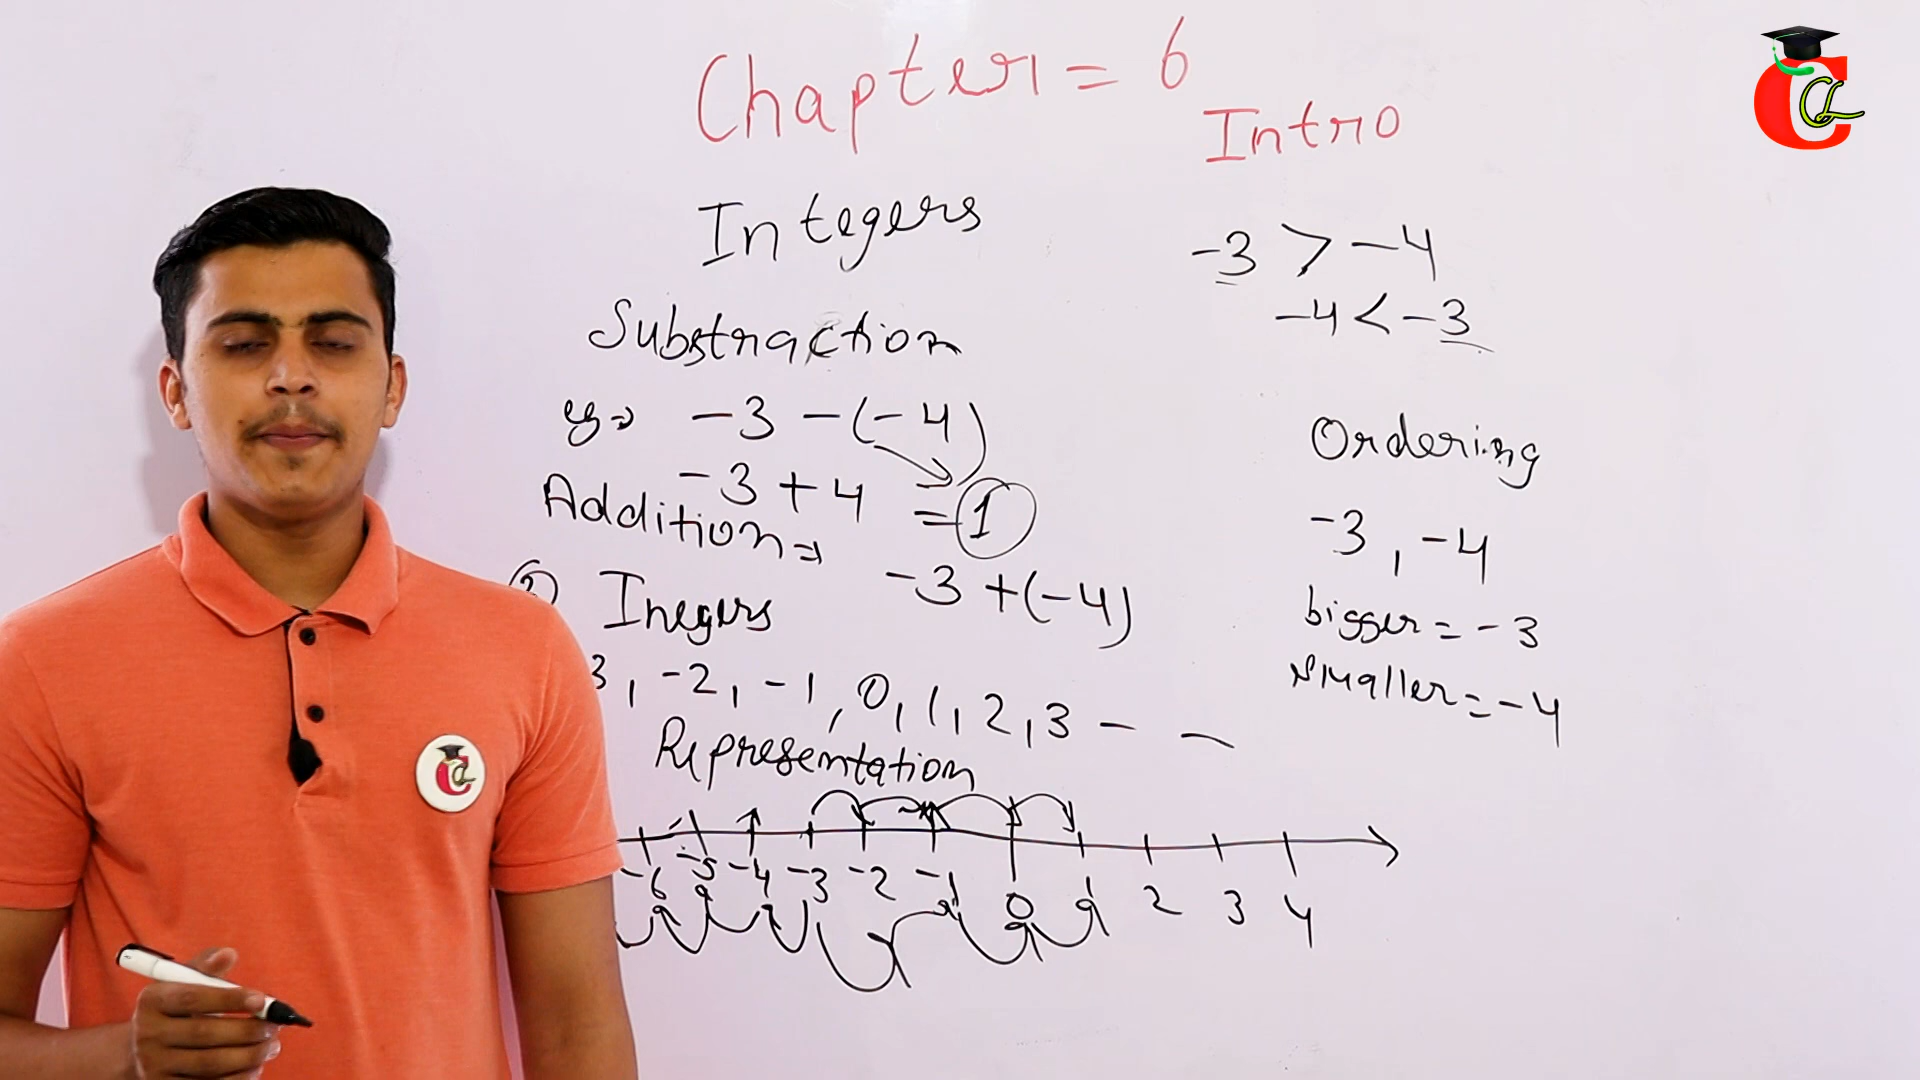 Chapter = 6
Intro
Integers
-3 > -4
-4 < -3
Substraction
eg ⇒ -3 - (-4)
-3 + 4 = 1
Addition ⇒ -3 + (-4)
Inegers
3, -2, -1, 0, 1, 2, 3 - -
Representation
-6 -5 -4 -3 -2 -1 0 1 2 3 4
Ordering
-3, -4
bigger = -3
Smaller = -4